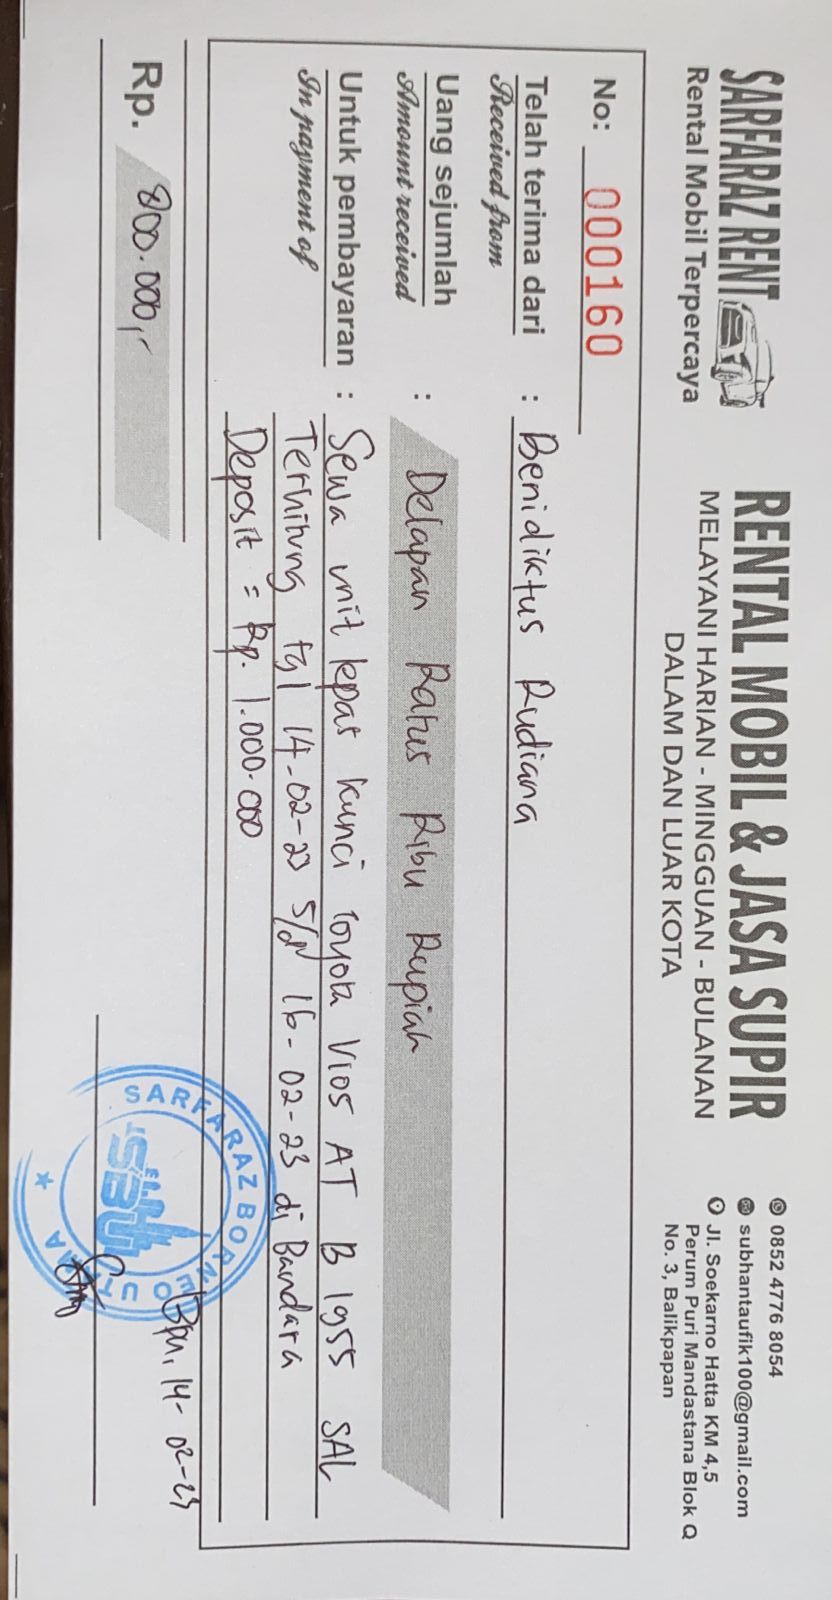 SARFARAZ RENT
Rental Mobil Terpercaya
RENTAL MOBIL & JASA SUPIR
MELAYANI HARIAN - MINGGUAN - BULANAN
DALAM DAN LUAR KOTA
0852 4776 8054
subhantaufik100@gmail.com
Jl. Soekarno Hatta KM 4,5
Perum Puri Mandastana Blok Q
No. 3, Balikpapan
No: 000160
Telah terima dari : Benidiktus Rudiana
Received from
Uang sejumlah : Delapan Ratus Ribu Rupiah
Amount received
Untuk pembayaran : Sewa unit lepas kunci Toyota Vios AT B 1955 SAL
In payment of
Terhitung tgl 14-02-23 s/d 16-02-23 di Bandara
Deposit = Rp. 1.000.000
Rp. 800.000,-
Bpn, 14-02-23
SARFARAZ BORNEO UTAMA
SBU